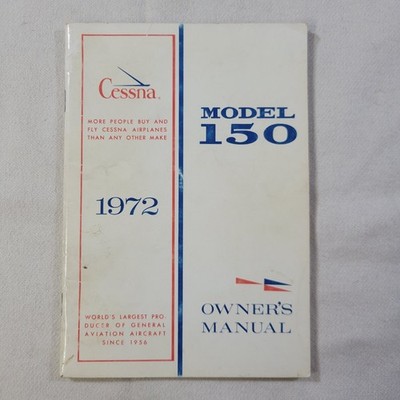 Cessna.
MORE PEOPLE BUY AND
FLY CESSNA AIRPLANES
THAN ANY OTHER MAKE
1972
WORLD'S LARGEST PRO-
DUCER OF GENERAL
AVIATION AIRCRAFT
SINCE 1956
MODEL
150
OWNER'S
MANUAL